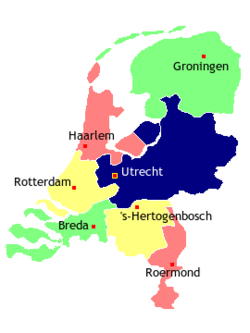 Groningen
Haarlem
Utrecht
Rotterdam
's-Hertogenbosch
Breda
Roermond